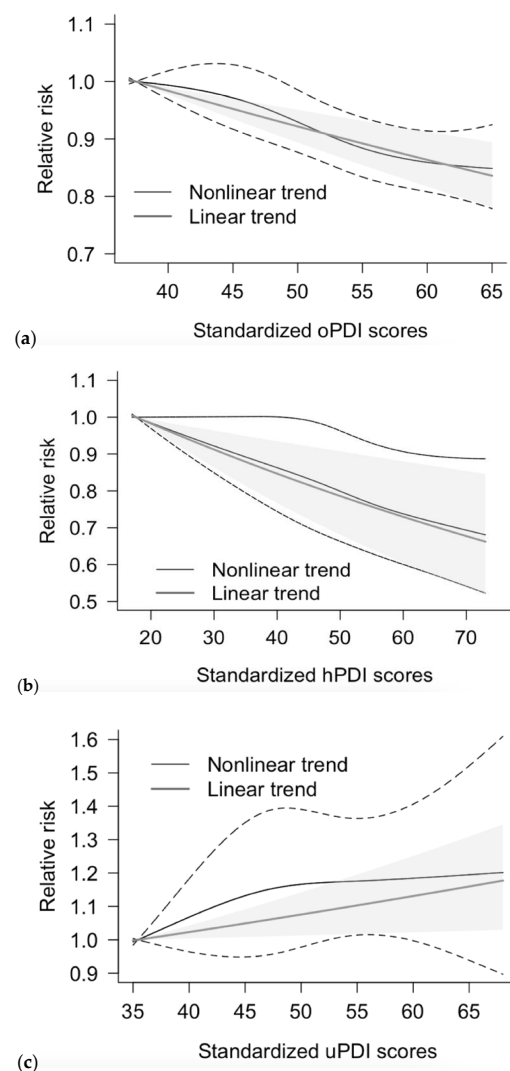 1.1
1.0
0.9
0.8
0.7
Relative risk
Nonlinear trend
Linear trend
40 45 50 55 60 65
Standardized oPDI scores
(a)
1.1
1.0
0.9
0.8
0.7
0.6
0.5
Relative risk
Nonlinear trend
Linear trend
20 30 40 50 60 70
Standardized hPDI scores
(b)
1.6
1.5
1.4
1.3
1.2
1.1
1.0
0.9
Relative risk
Nonlinear trend
Linear trend
35 40 45 50 55 60 65
Standardized uPDI scores
(c)